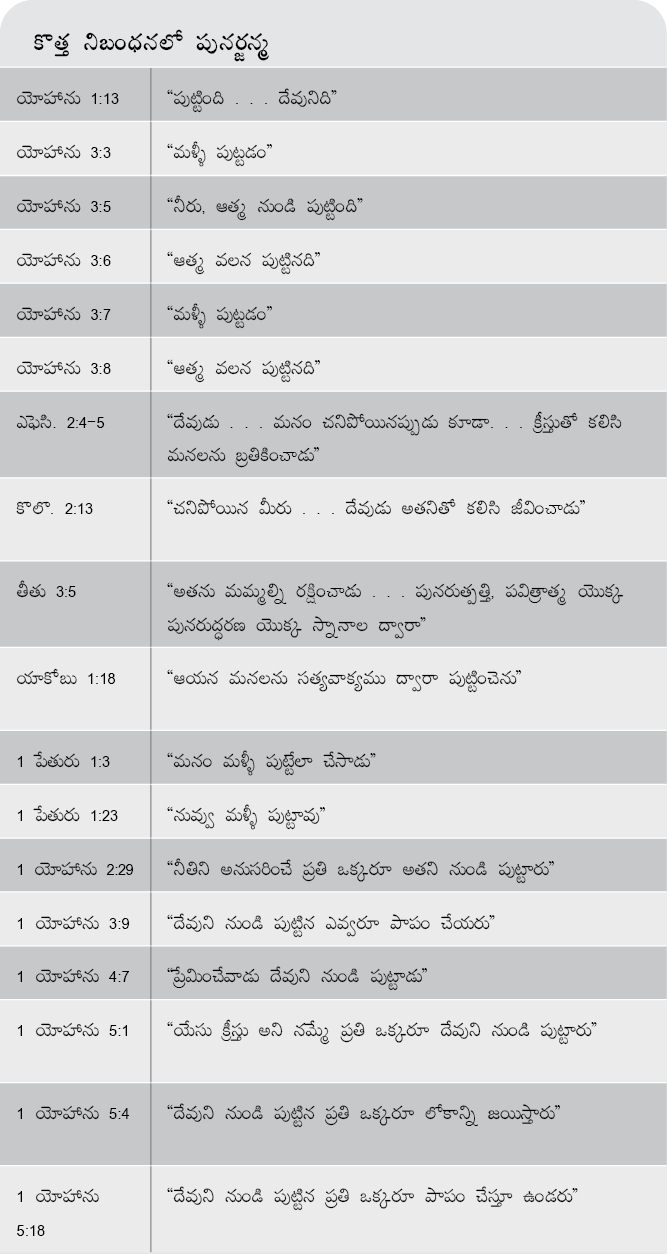 కొత్త నిబంధనలో పునర్జన్మ
యోహాను 1:13 “పుట్టింది . . . దేవునిది”
యోహాను 3:3 “మళ్ళీ పుట్టడం”
యోహాను 3:5 “నీరు, ఆత్మ నుండి పుట్టింది”
యోహాను 3:6 “ఆత్మ వలన పుట్టినది”
యోహాను 3:7 “మళ్ళీ పుట్టడం”
యోహాను 3:8 “ఆత్మ వలన పుట్టినది”
ఎఫెసి. 2:4–5 “దేవుడు . . . మనం చనిపోయినప్పుడు కూడా. . . క్రీస్తుతో కలిసి
మనలను బ్రతికించాడు”
కొలొ. 2:13 “చనిపోయిన మీరు . . . దేవుడు అతనితో కలిసి జీవించాడు”
తీతు 3:5 “అతను మమ్మల్ని రక్షించాడు . . . పునరుత్పత్తి, పవిత్రాత్మ యొక్క
పునరుద్ధరణ యొక్క స్నానాల ద్వారా”
యాకోబు 1:18 “ఆయన మనలను సత్యవాక్యము ద్వారా పుట్టించెను”
1 పేతురు 1:3 “మనం మళ్ళీ పుట్టేలా చేసాడు”
1 పేతురు 1:23 “నువ్వు మళ్ళీ పుట్టావు”
1 యోహాను 2:29 “నీతిని అనుసరించే ప్రతి ఒక్కరూ అతని నుండి పుట్టారు”
1 యోహాను 3:9 “దేవుని నుండి పుట్టిన ఎవ్వరూ పాపం చేయరు”
1 యోహాను 4:7 “ప్రేమించేవాడు దేవుని నుండి పుట్టాడు”
1 యోహాను 5:1 “యేసు క్రీస్తు అని నమ్మే ప్రతి ఒక్కరూ దేవుని నుండి పుట్టారు”
1 యోహాను 5:4 “దేవుని నుండి పుట్టిన ప్రతి ఒక్కరూ లోకాన్ని జయిస్తారు”
1 యోహాను “దేవుని నుండి పుట్టిన ప్రతి ఒక్కరూ పాపం చేస్తూ ఉండరు”
5:18